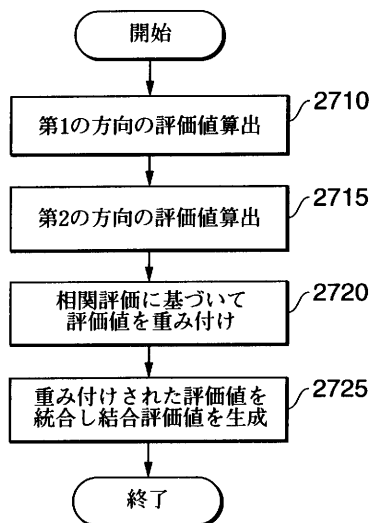 開始
第1の方向の評価値算出
2710
第2の方向の評価値算出
2715
相関評価に基づいて
評価値を重み付け
2720
重み付けされた評価値を
統合し結合評価値を生成
2725
終了